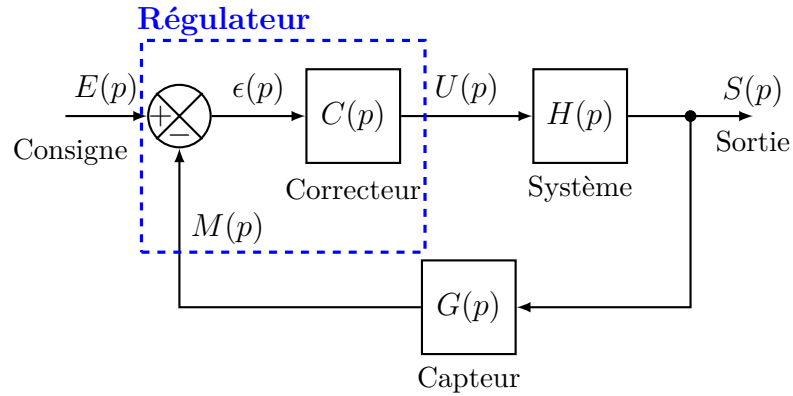 Régulateur
E(p)
ϵ(p)
U(p)
S(p)
+
−
C(p)
H(p)
Consigne
Sortie
Correcteur
Système
M(p)
G(p)
Capteur